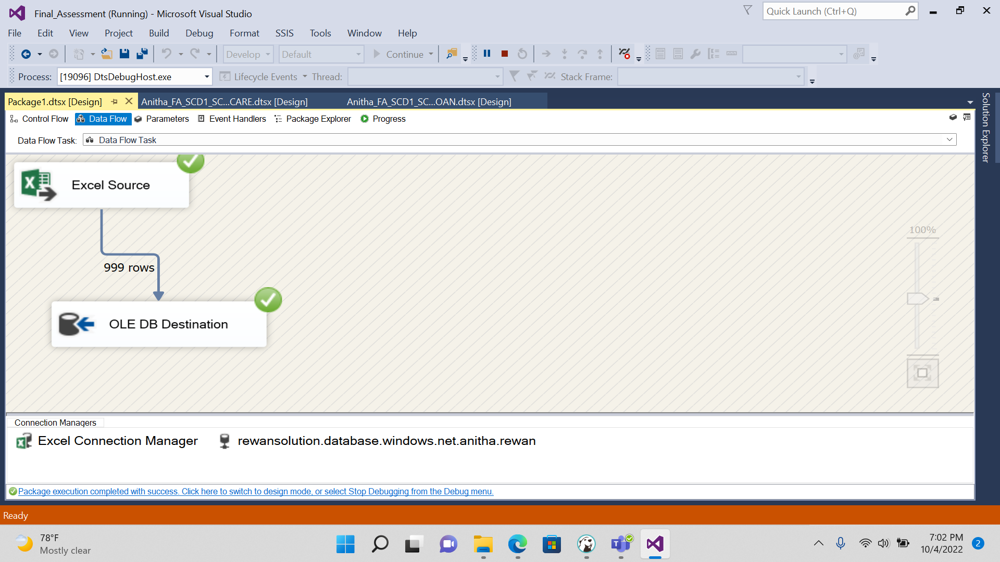 Final_Assessment (Running) - Microsoft Visual Studio
Quick Launch (Ctrl+Q)
File Edit View Project Build Debug Format SSIS Tools Window Help
Develop Default Continue
Process: [19096] DtsDebugHost.exe Lifecycle Events Thread: Stack Frame:
Package1.dtsx [Design] Anitha_FA_SCD1_SC...CARE.dtsx [Design] Anitha_FA_SCD1_SC...OAN.dtsx [Design]
Solution Explorer
Control Flow Data Flow Parameters Event Handlers Package Explorer Progress
Data Flow Task: Data Flow Task
Excel Source
100%
999 rows
OLE DB Destination
Connection Managers
Excel Connection Manager rewansolution.database.windows.net.anitha.rewan
Package execution completed with success. Click here to switch to design mode, or select Stop Debugging from the Debug menu.
Ready
78°F
Mostly clear
7:02 PM
10/4/2022
2